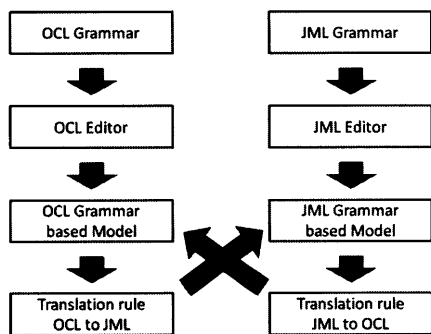 OCL Grammar
JML Grammar
OCL Editor
JML Editor
OCL Grammar
based Model
JML Grammar
based Model
Translation rule
OCL to JML
Translation rule
JML to OCL